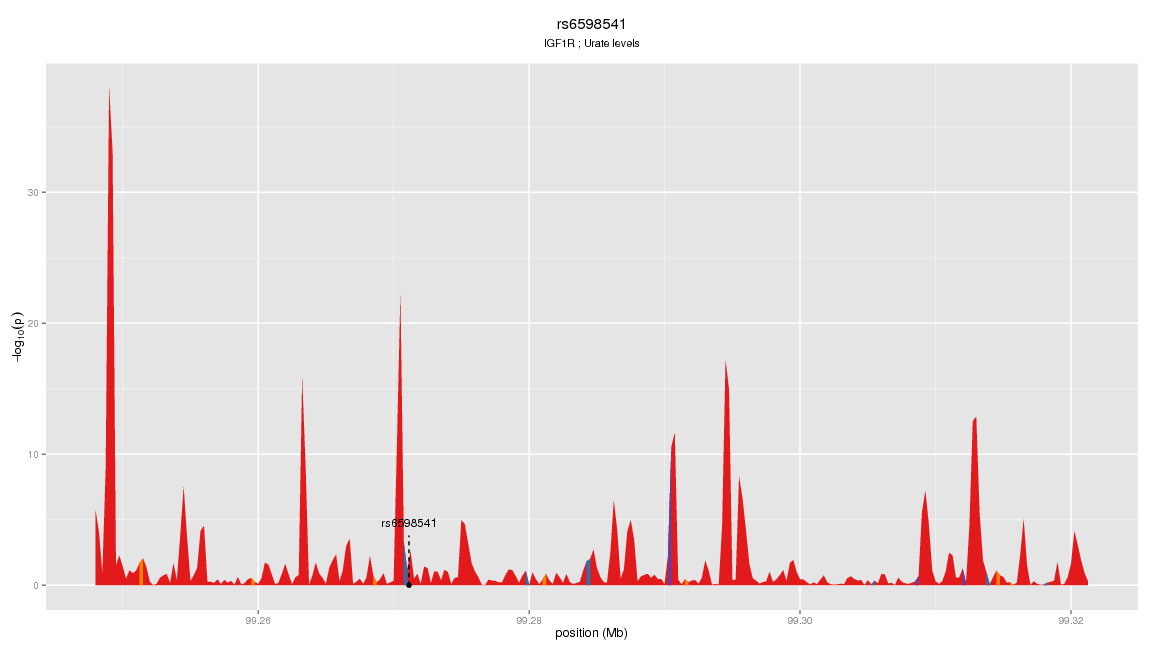 rs6598541
IGF1R ; Urate levels
−log10(p)
30
20
10
0
rs6598541
99.26
99.28
99.30
99.32
position (Mb)